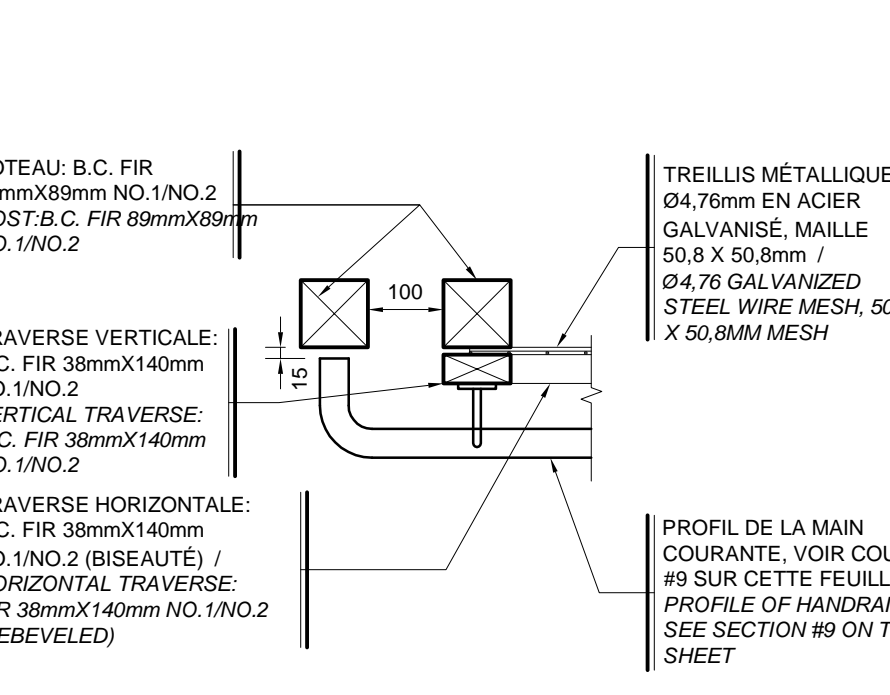 OTEAU: B.C. FIR
mmX89mm NO.1/NO.2
OST:B.C. FIR 89mmX89mm
O.1/NO.2
RAVERSE VERTICALE:
C. FIR 38mmX140mm
O.1/NO.2
ERTICAL TRAVERSE:
C. FIR 38mmX140mm
O.1/NO.2
RAVERSE HORIZONTALE:
C. FIR 38mmX140mm
O.1/NO.2 (BISEAUTÉ) /
ORIZONTAL TRAVERSE:
R 38mmX140mm NO.1/NO.2
EBEVELED)
100
15
TREILLIS MÉTALLIQUE
Ø4,76mm EN ACIER
GALVANISÉ, MAILLE
50,8 X 50,8mm /
Ø4,76 GALVANIZED
STEEL WIRE MESH, 50
X 50,8MM MESH
PROFIL DE LA MAIN
COURANTE, VOIR COU
#9 SUR CETTE FEUILL
PROFILE OF HANDRAI
SEE SECTION #9 ON T
SHEET